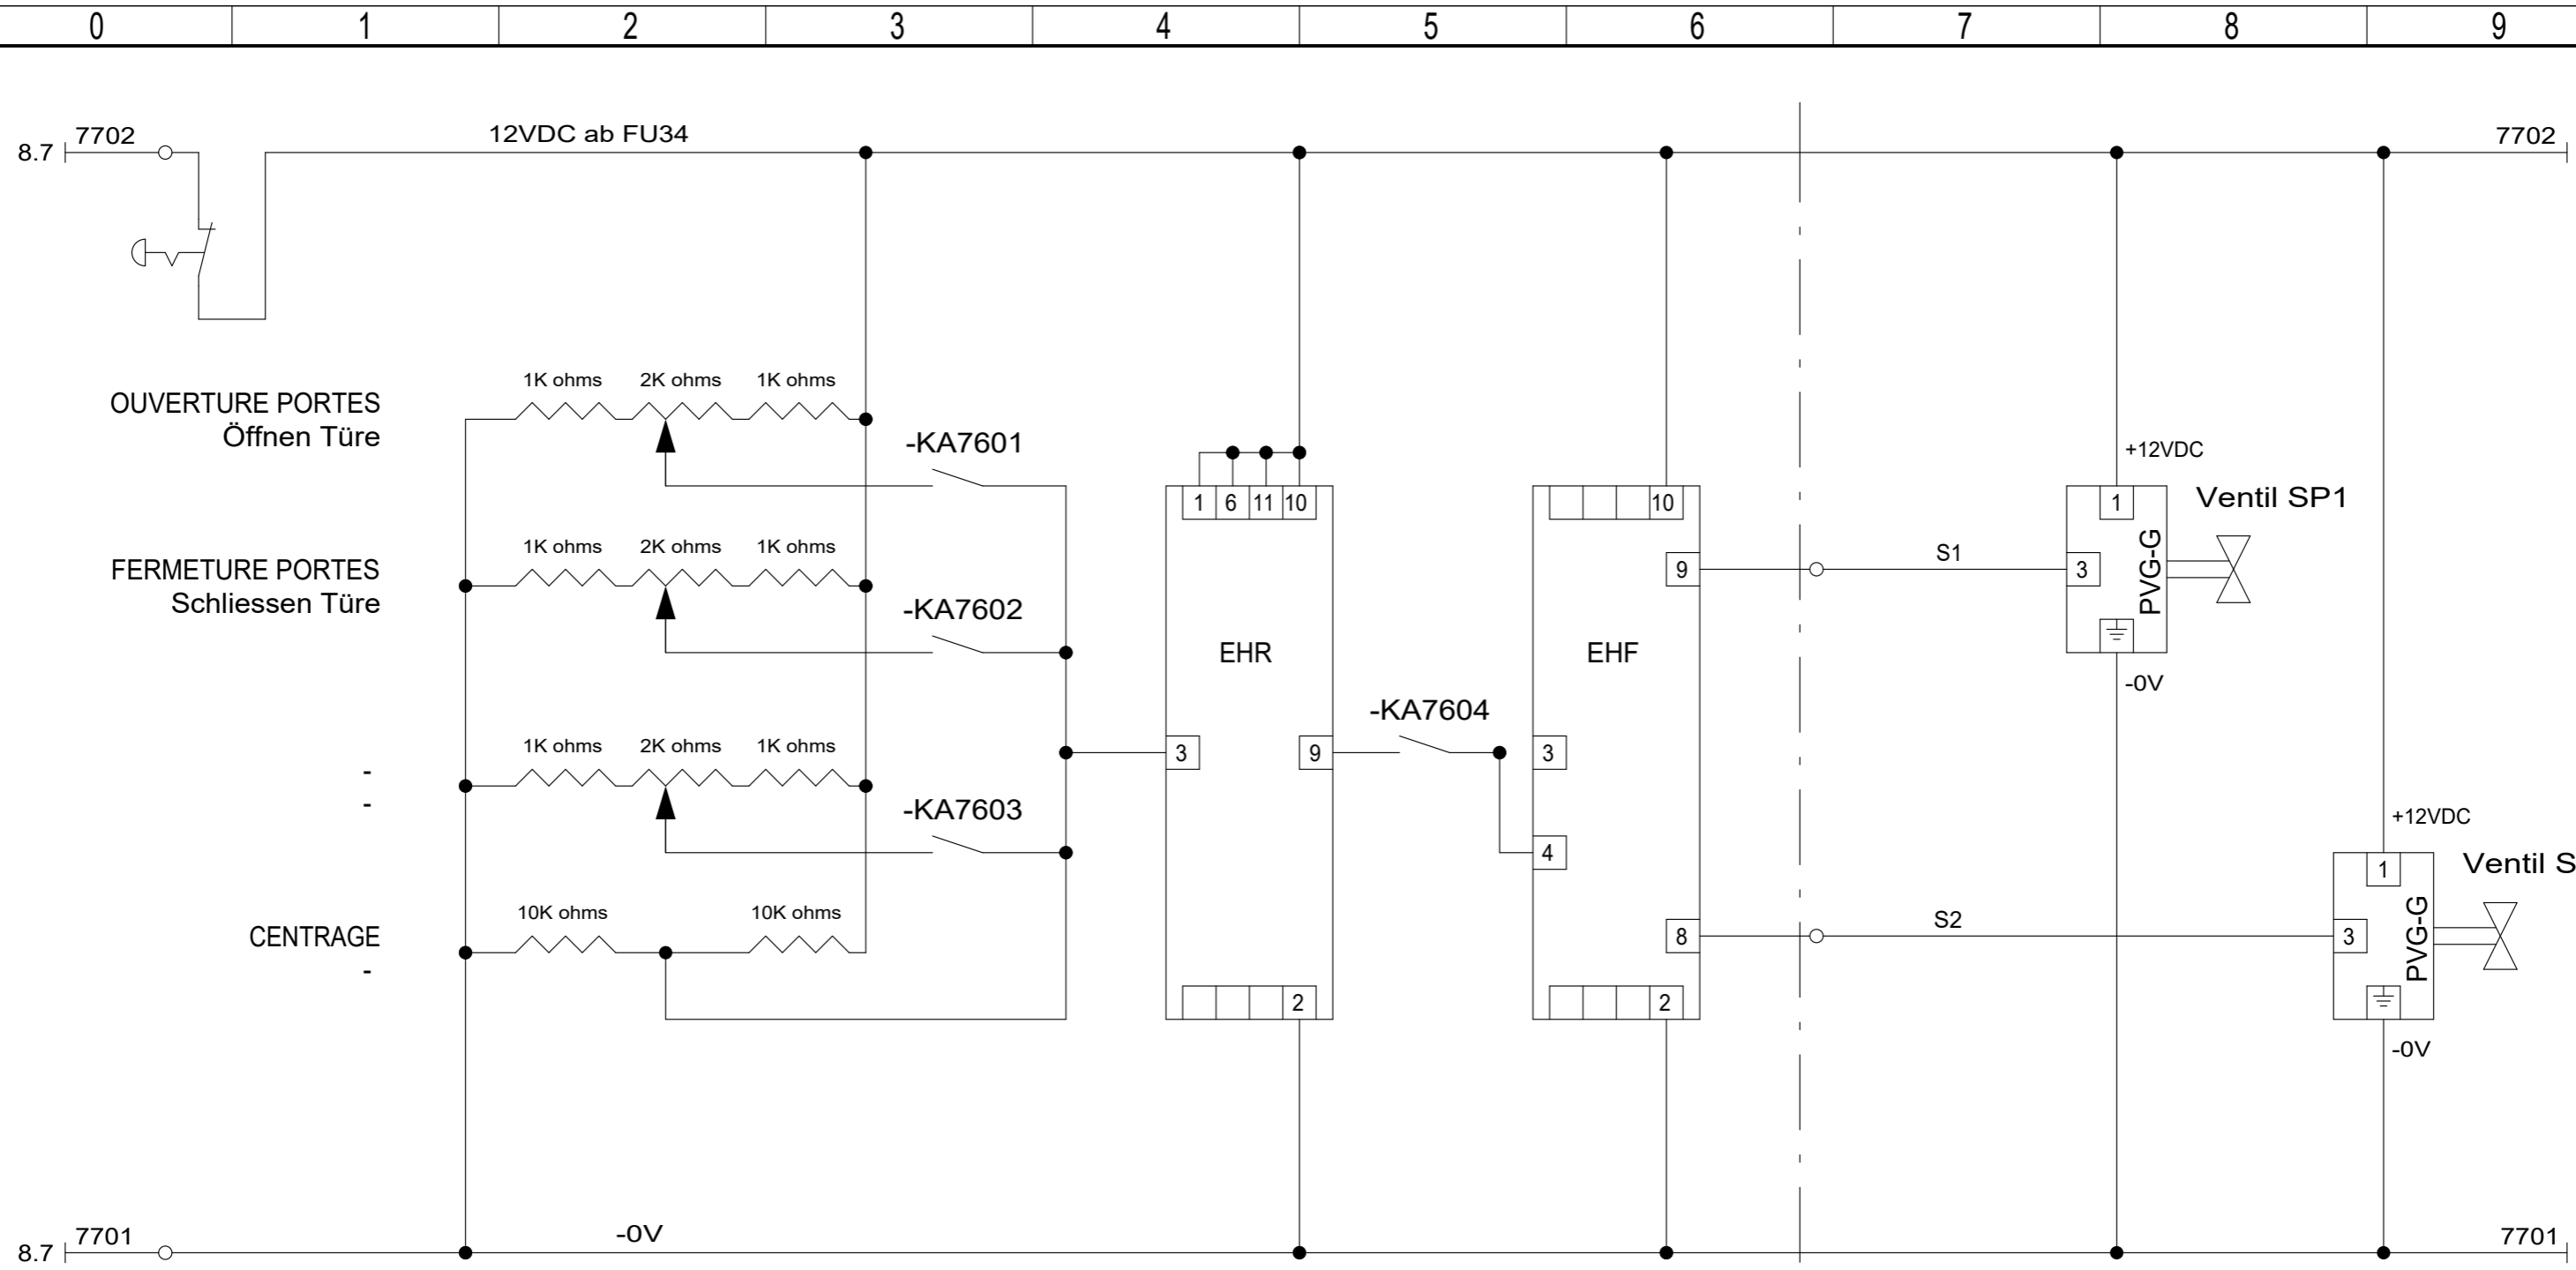 0 1 2 3 4 5 6 7 8 9
8.7 7702 12VDC ab FU34 7702
1K ohms 2K ohms 1K ohms
OUVERTURE PORTES
Öffnen Türe
-KA7601
+12VDC
1 6 11 10
10
1
Ventil SP1
1K ohms 2K ohms 1K ohms
FERMETURE PORTES
Schliessen Türe
-KA7602
9
S1
3
PVG-G
EHR
EHF
-0V
-KA7604
1K ohms 2K ohms 1K ohms
-
-
-KA7603
3
9
3
4
+12VDC
1
Ventil S
10K ohms 10K ohms
CENTRAGE
-
8
S2
3
PVG-G
2
2
-0V
8.7 7701 -0V 7701